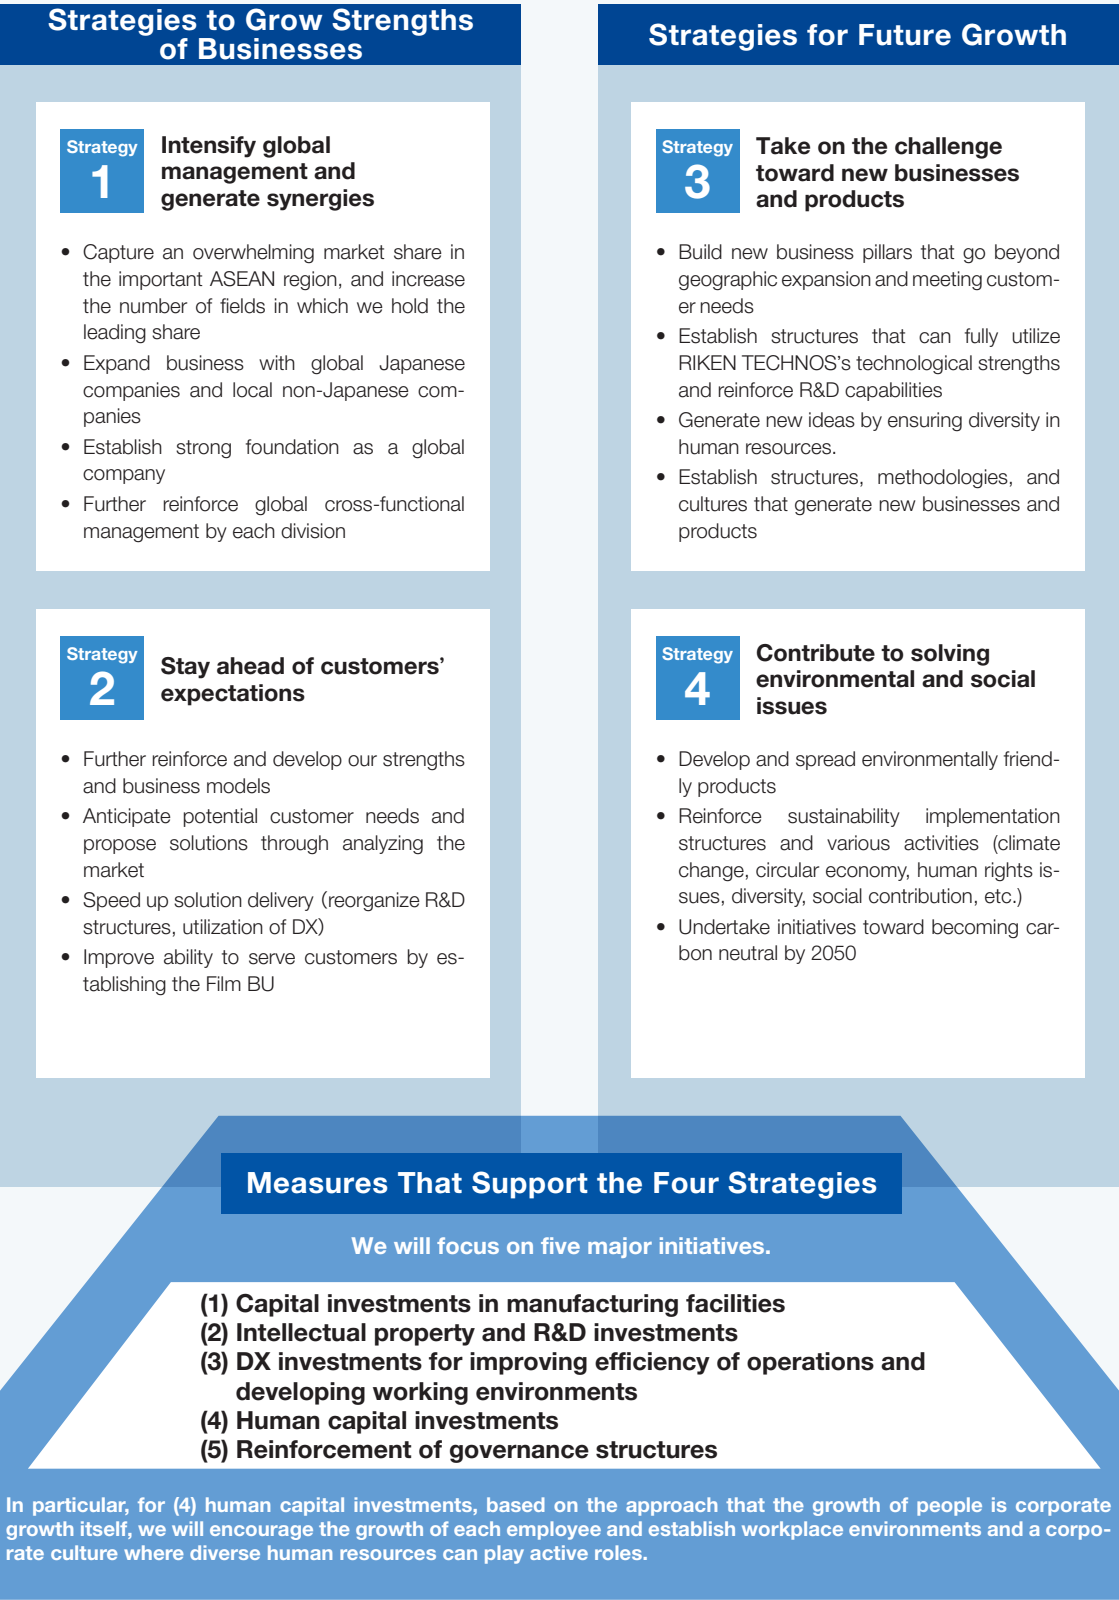 Strategies to Grow Strengths
of Businesses
Strategy
1
Intensify global
management and
generate synergies
• Capture an overwhelming market share in
the important ASEAN region, and increase
the number of fields in which we hold the
leading share
• Expand business with global Japanese
companies and local non-Japanese com-
panies
• Establish strong foundation as a global
company
• Further reinforce global cross-functional
management by each division
Strategy
2
Stay ahead of customers’
expectations
• Further reinforce and develop our strengths
and business models
• Anticipate potential customer needs and
propose solutions through analyzing the
market
• Speed up solution delivery (reorganize R&D
structures, utilization of DX)
• Improve ability to serve customers by es-
tablishing the Film BU
Strategies for Future Growth
Strategy
3
Take on the challenge
toward new businesses
and products
• Build new business pillars that go beyond
geographic expansion and meeting custom-
er needs
• Establish structures that can fully utilize
RIKEN TECHNOS’s technological strengths
and reinforce R&D capabilities
• Generate new ideas by ensuring diversity in
human resources.
• Establish structures, methodologies, and
cultures that generate new businesses and
products
Strategy
4
Contribute to solving
environmental and social
issues
• Develop and spread environmentally friend-
ly products
• Reinforce sustainability implementation
structures and various activities (climate
change, circular economy, human rights is-
sues, diversity, social contribution, etc.)
• Undertake initiatives toward becoming car-
bon neutral by 2050
Measures That Support the Four Strategies
We will focus on five major initiatives.
(1) Capital investments in manufacturing facilities
(2) Intellectual property and R&D investments
(3) DX investments for improving efficiency of operations and
developing working environments
(4) Human capital investments
(5) Reinforcement of governance structures
In particular, for (4) human capital investments, based on the approach that the growth of people is corporate
growth itself, we will encourage the growth of each employee and establish workplace environments and a corpo-
rate culture where diverse human resources can play active roles.